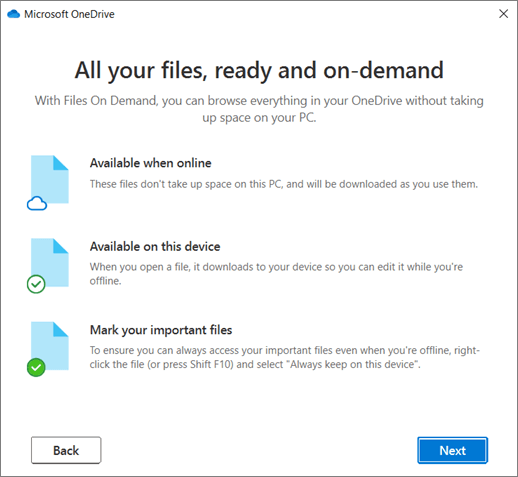 Microsoft OneDrive
All your files, ready and on-demand
With Files On Demand, you can browse everything in your OneDrive without taking
up space on your PC.
Available when online
These files don't take up space on this PC, and will be downloaded as you use them.
Available on this device
When you open a file, it downloads to your device so you can edit it while you're
offline.
Mark your important files
To ensure you can always access your important files even when you're offline, right-
click the file (or press Shift F10) and select "Always keep on this device".
Back
Next